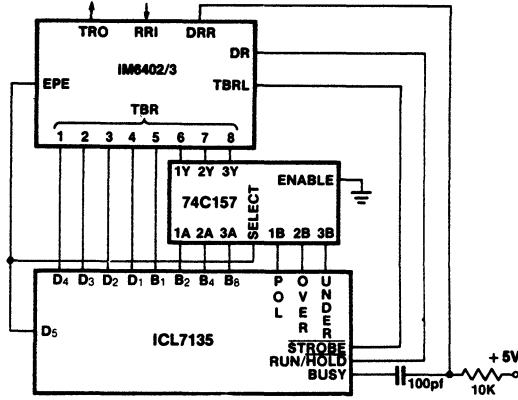 TRO RRI DRR
IM6402/3
DR
EPE
TBRL
TBR
1 2 3 4 5 6 7 8
1Y 2Y 3Y
ENABLE
74C157
SELECT
1A 2A 3A 1B 2B 3B
D4 D3 D2 D1 B1 B2 B4 B8
POL
OVER
UNDER
D5
ICL7135
STROBE
RUN/HOLD
BUSY
100pf
+ 5V
10K